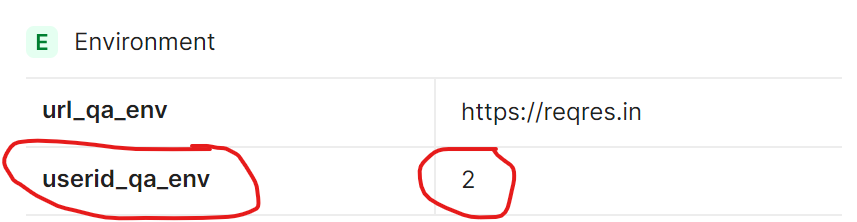 E Environment
url_qa_env https://reqres.in
userid_qa_env 2